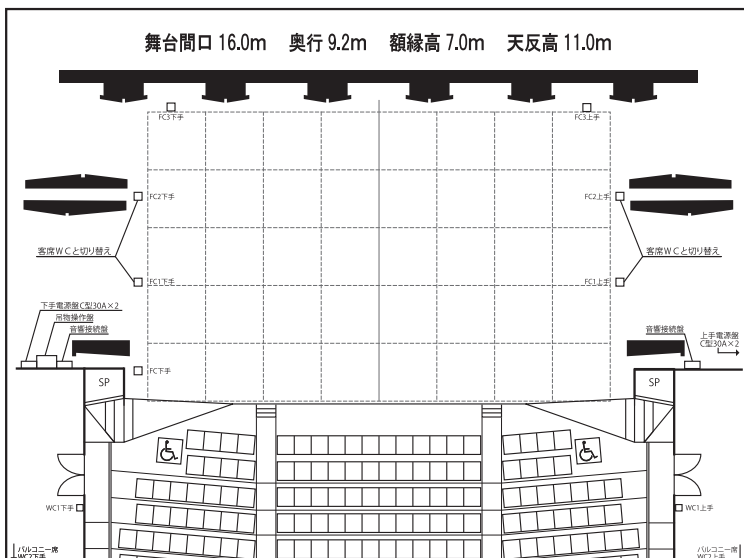 舞台間口 16.0m 奥行 9.2m 額縁高 7.0m 天反高 11.0m
FC3下手
FC3上手
FC2下手
FC2上手
客席WCと切り替え
客席WCと切り替え
FC1下手
FC1上手
下手電源盤C型30A×2
吊物操作盤
音響接続盤
音響接続盤
上手電源盤
C型30A×2
FC下手
SP
SP
WC1下手
WC1上手
バルコニー席
WC2下手
バルコニー席
WC2上手